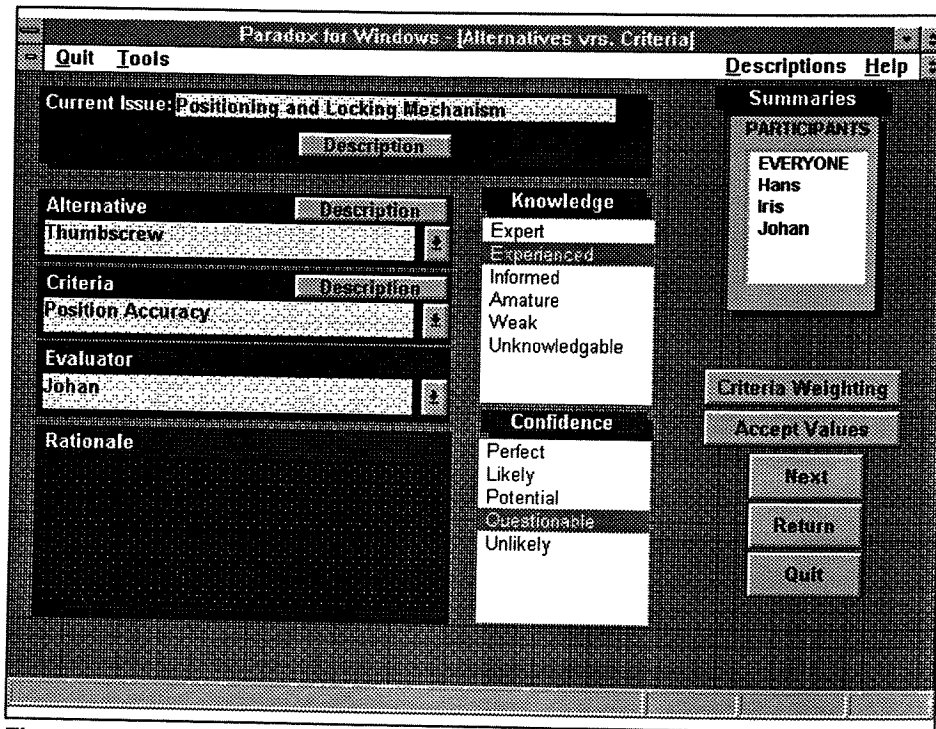 Paradox for Windows - [Alternatives vrs. Criteria]
Quit Tools Descriptions Help
Current Issue: Positioning and Locking Mechanism
Description
Alternative Description
Thumbscrew
Criteria Description
Position Accuracy
Evaluator
Johan
Rationale
Knowledge
Expert
Experienced
Informed
Amature
Weak
Unknowledgable
Confidence
Perfect
Likely
Potential
Questionable
Unlikely
Summaries
PARTICIPANTS
EVERYONE
Hans
Iris
Johan
Criteria Weighting
Accept Values
Next
Return
Quit